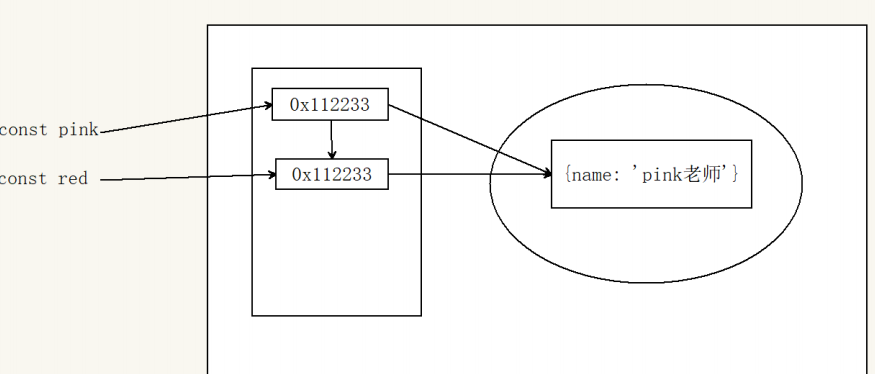 0x112233
const pink
0x112233
const red
{name: 'pink老师'}